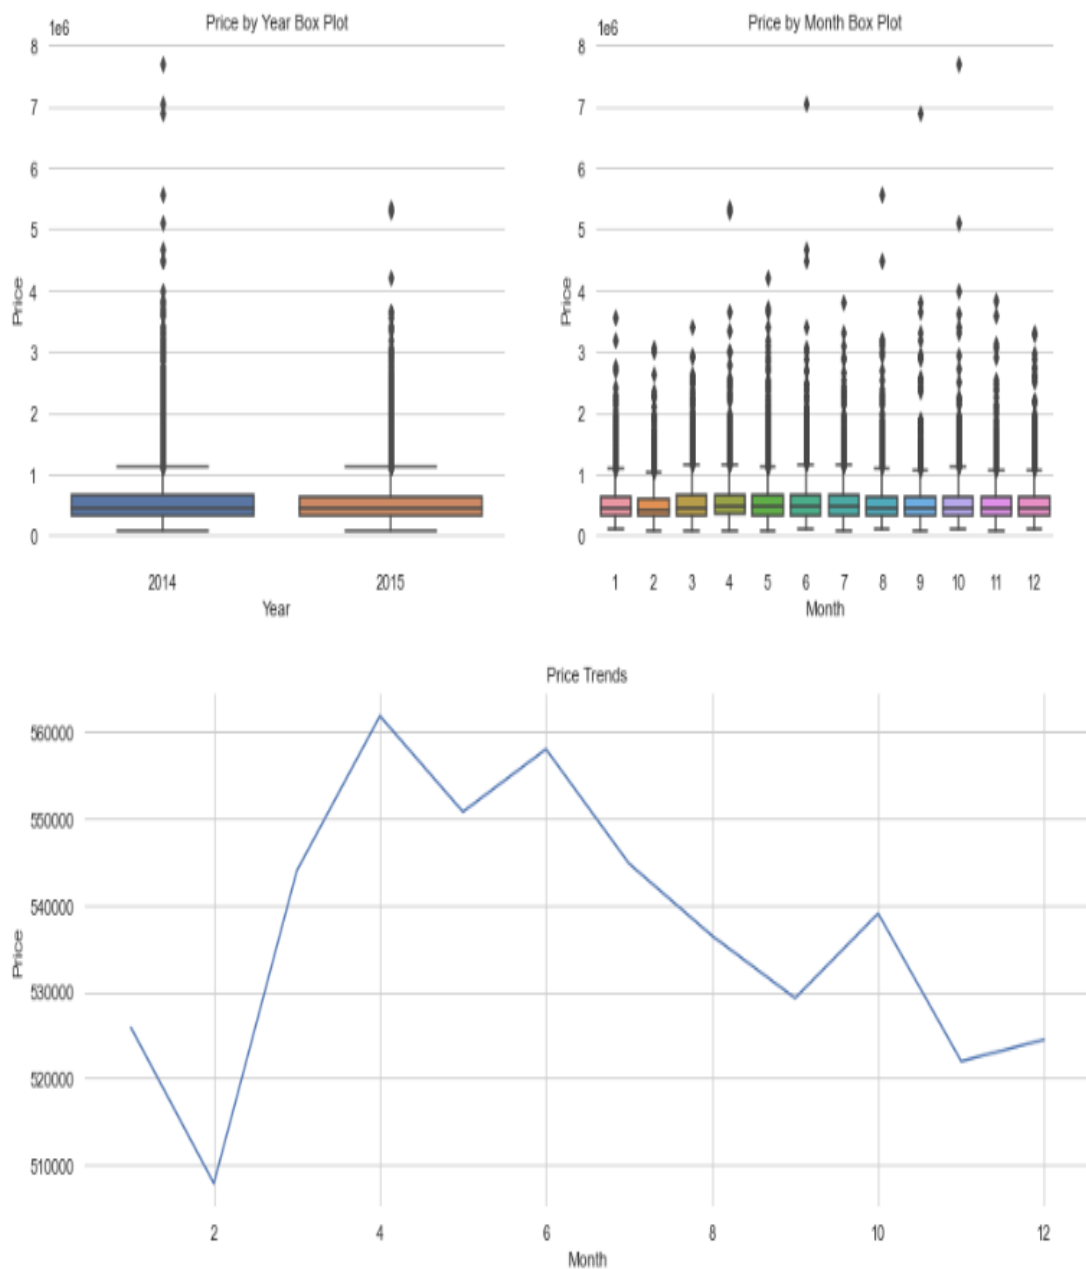 Price by Year Box Plot
1e6
8
7
6
5
4
3
2
1
0
Price
2014 2015
Year
Price by Month Box Plot
1e6
8
7
6
5
4
3
2
1
0
Price
1 2 3 4 5 6 7 8 9 10 11 12
Month
Price Trends
560000
550000
540000
530000
520000
510000
Price
2 4 6 8 10 12
Month